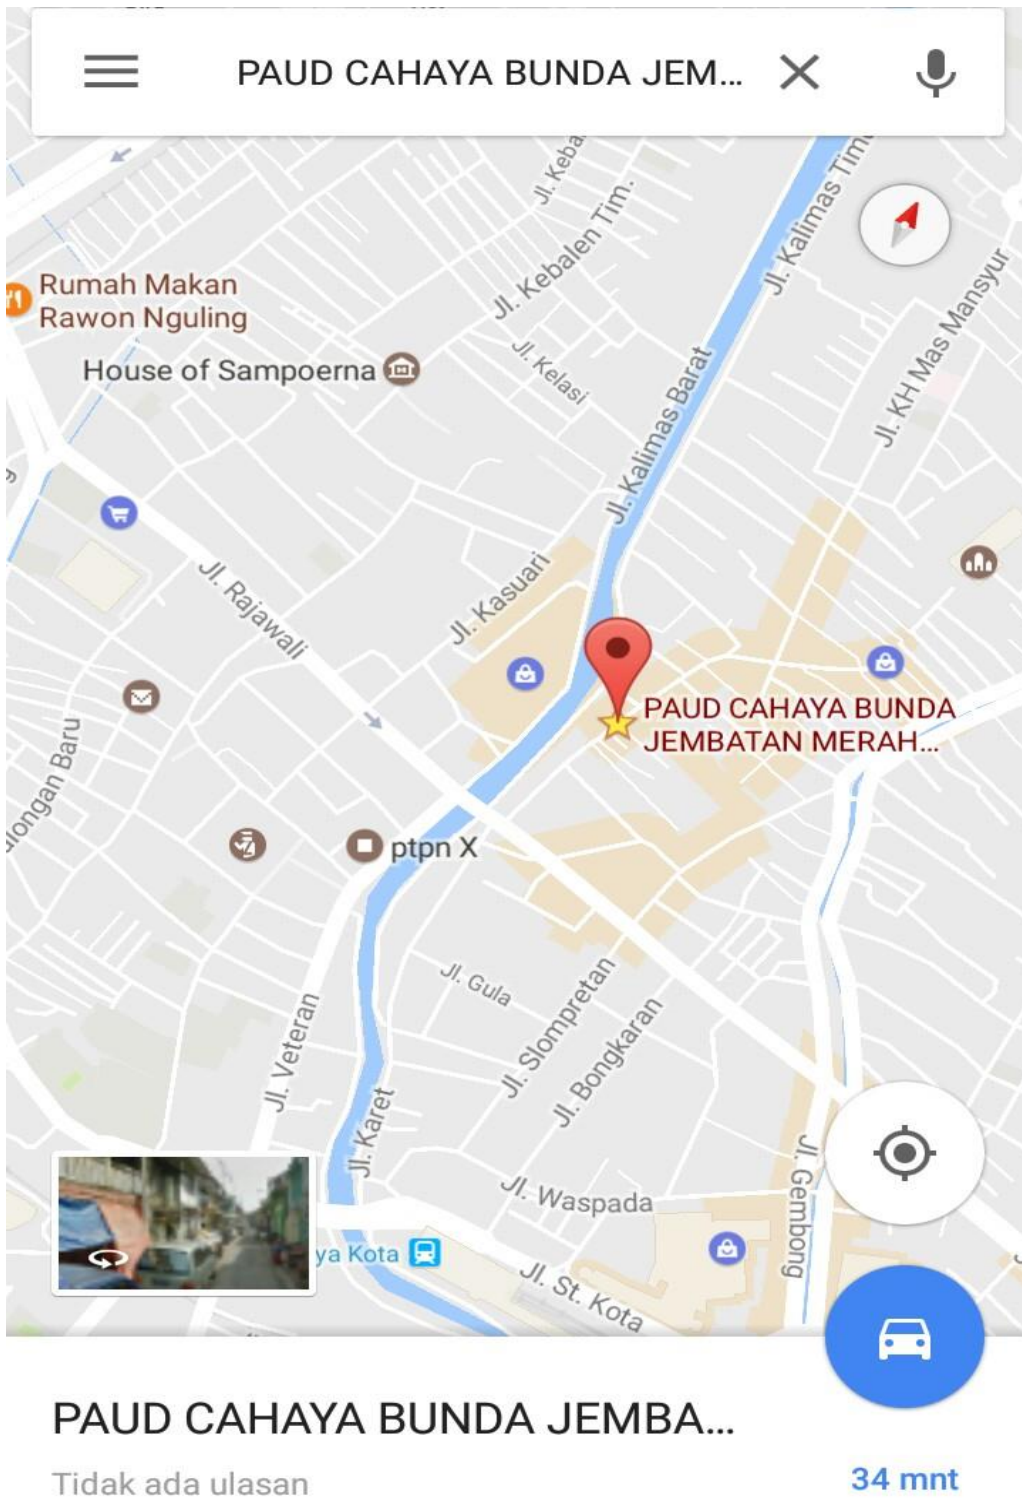 PAUD CAHAYA BUNDA JEM...
Jl. Keba
Jl. Kalimas Timu
Jl. Kebalen Tim.
Jl. KH Mas Mansyur
Rumah Makan
Rawon Nguling
House of Sampoerna
Jl. Kelasi
Jl. Kalimas Barat
Jl. Kasuari
Jl. Rajawali
PAUD CAHAYA BUNDA
JEMBATAN MERAH...
longan Baru
ptpn X
Jl. Gula
Jl. Slompretan
Jl. Bongkaran
Jl. Veteran
Jl. Karet
Jl. Gembong
Jl. Waspada
ya Kota
Jl. St. Kota
PAUD CAHAYA BUNDA JEMBA...
Tidak ada ulasan
34 mnt